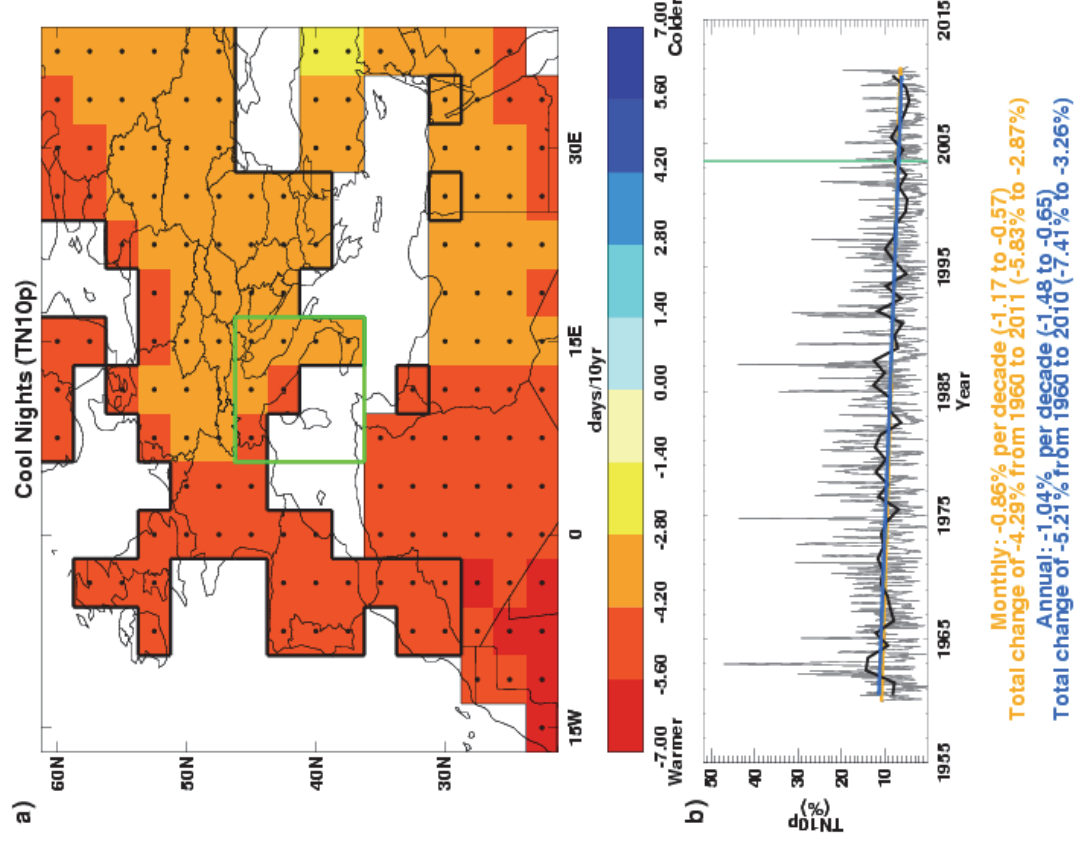 a)
Cool Nights (TN10p)
60N
50N
40N
30N
15W
0
15E
30E
days/10yr
-7.00 -5.60 -4.20 -2.80 -1.40 0.00 1.40 2.80 4.20 5.60 7.00
Warmer Colder
b)
TN10p
(%)
50
40
30
20
10
1955 1965 1975 1985 1995 2005 2015
Year
Monthly: -0.86% per decade (-1.17 to -0.57)
Total change of -4.29% from 1960 to 2011 (-5.83% to -2.87%)
Annual: -1.04% per decade (-1.48 to -0.65)
Total change of -5.21% from 1960 to 2010 (-7.41% to -3.26%)